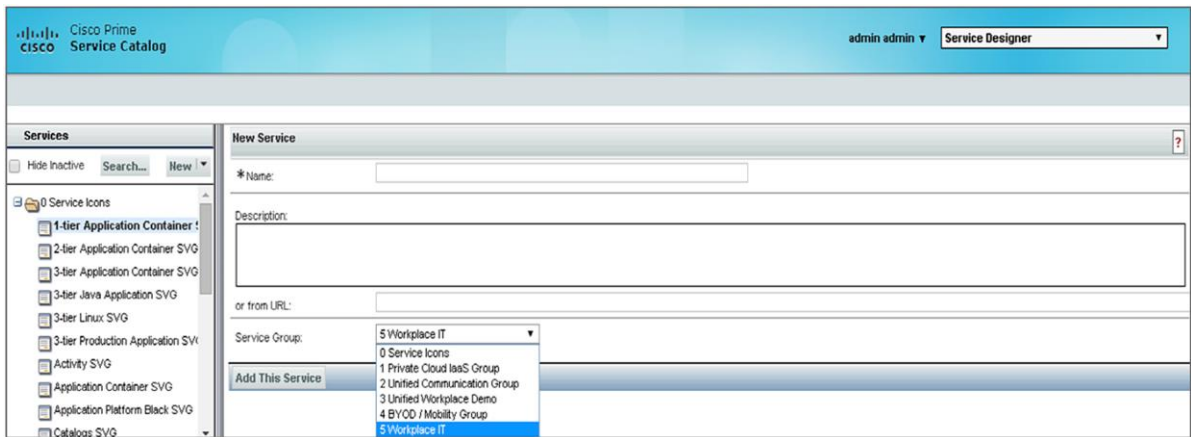 Cisco Prime
CISCO Service Catalog
admin admin ▾ Service Designer
Services
Hide Inactive Search... New
0 Service Icons
1-tier Application Container S
2-tier Application Container SVG
3-tier Application Container SVG
3-tier Java Application SVG
3-tier Linux SVG
3-tier Production Application SV
Activity SVG
Application Container SVG
Application Platform Black SVG
Catalogs SVG
New Service ?
*Name:
Description:
or from URL:
Service Group: 5 Workplace IT
0 Service Icons
1 Private Cloud IaaS Group
2 Unified Communication Group
3 Unified Workplace Demo
4 BYOD / Mobility Group
5 Workplace IT
Add This Service